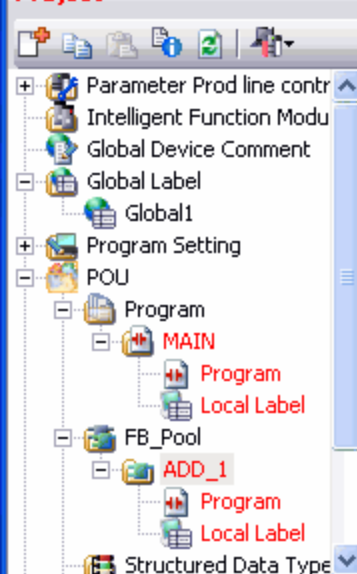 Project
Parameter Prod line contr
Intelligent Function Modu
Global Device Comment
Global Label
Global1
Program Setting
POU
Program
MAIN
Program
Local Label
FB_Pool
ADD_1
Program
Local Label
Structured Data Type